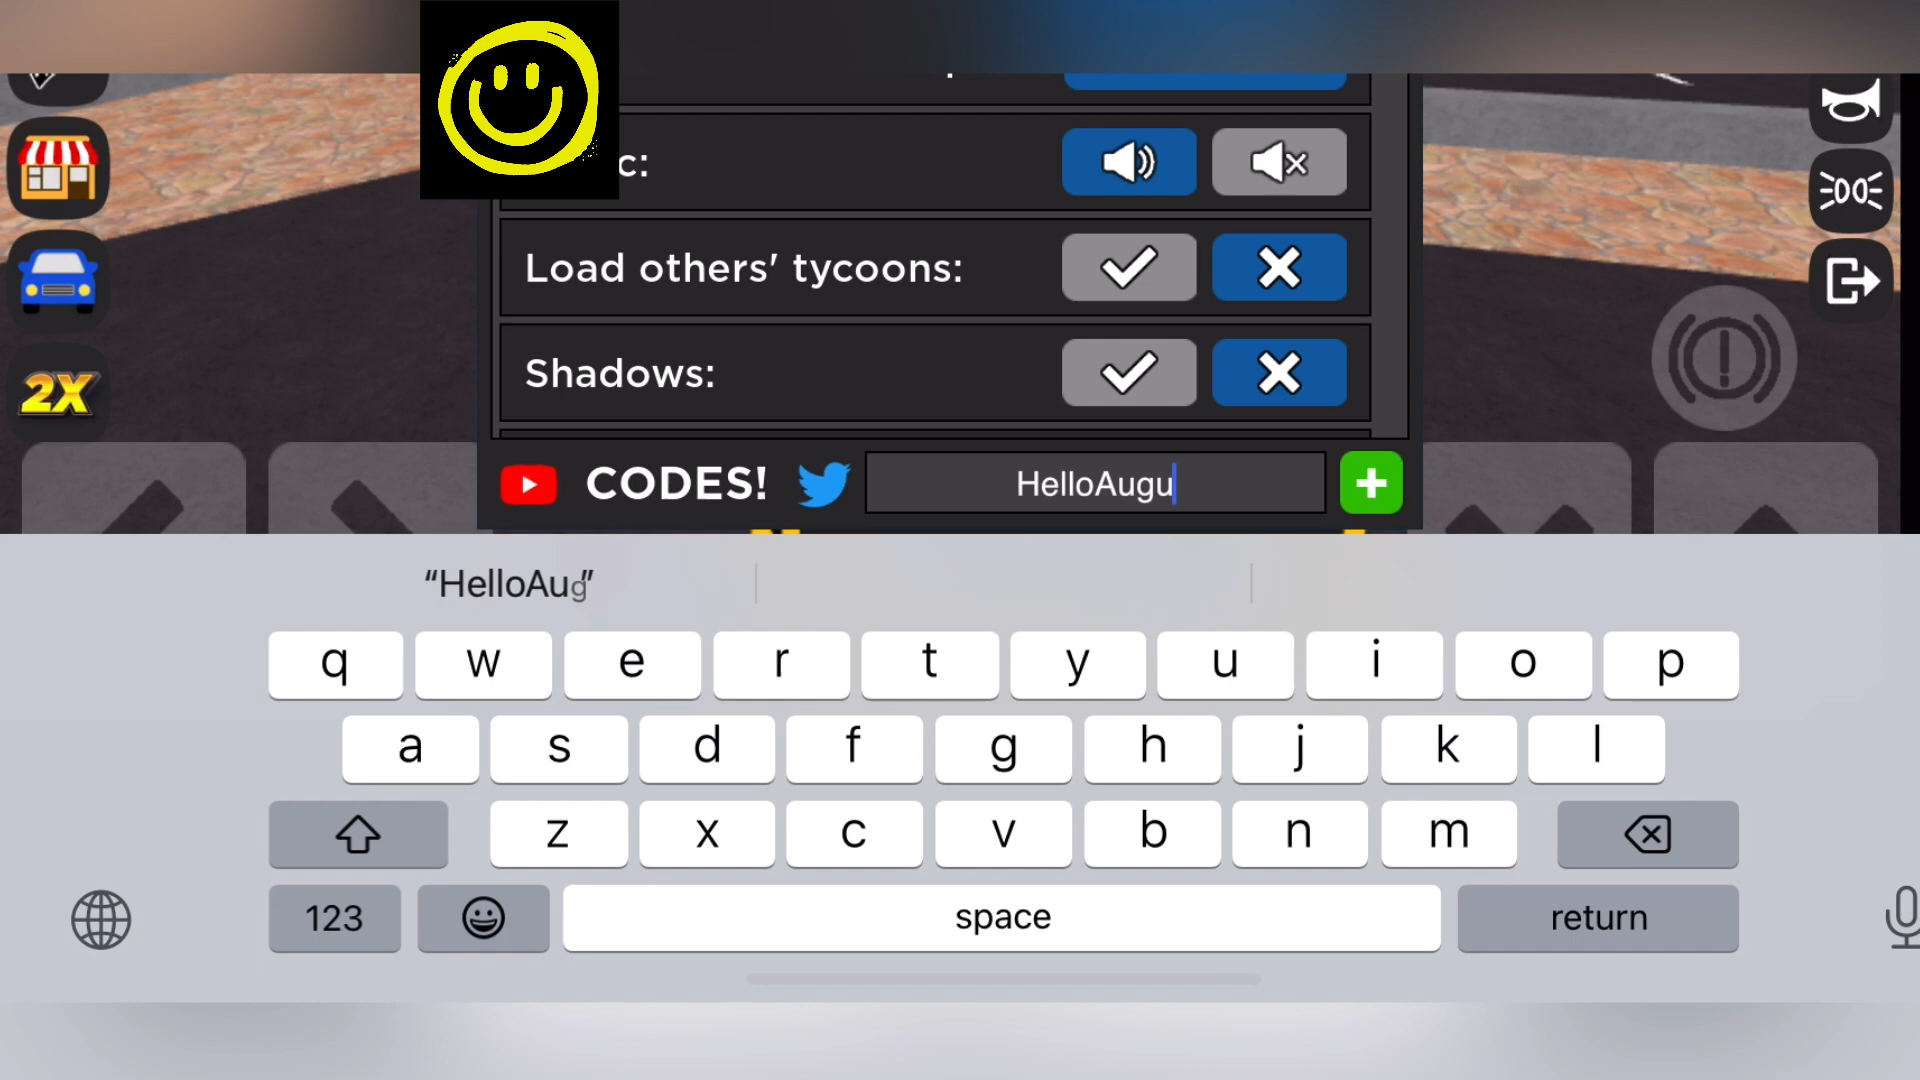 c:
Load others' tycoons:
Shadows:
2X
CODES!
HelloAugu
“HelloAug”
q w e r t y u i o p
a s d f g h j k l
z x c v b n m
123
space
return